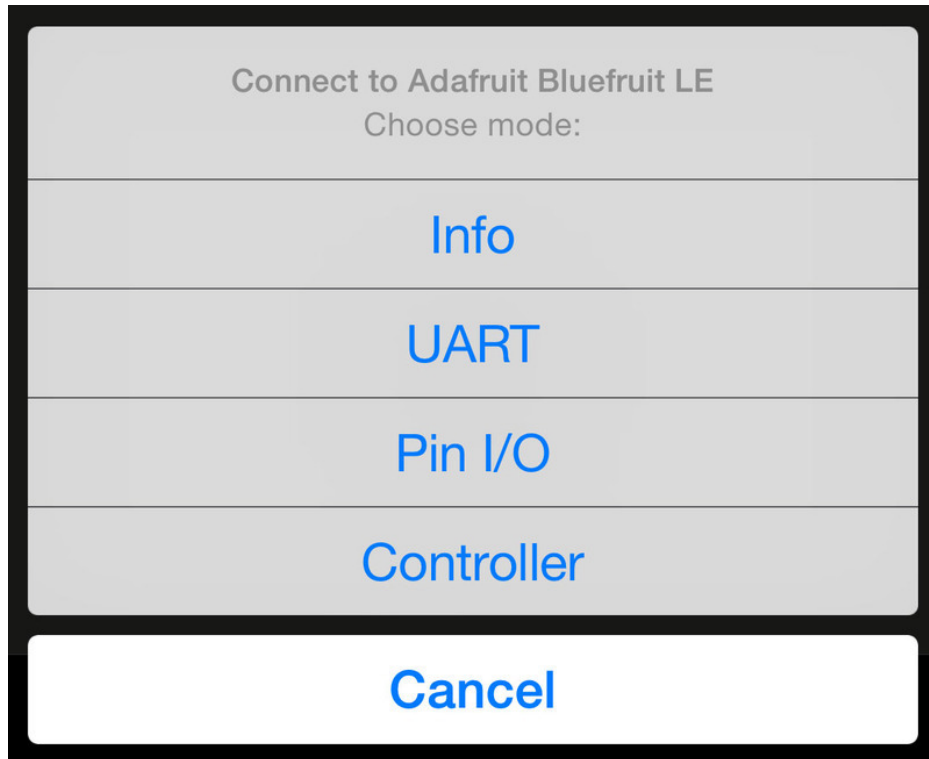 Connect to Adafruit Bluefruit LE
Choose mode:
Info
UART
Pin I/O
Controller
Cancel